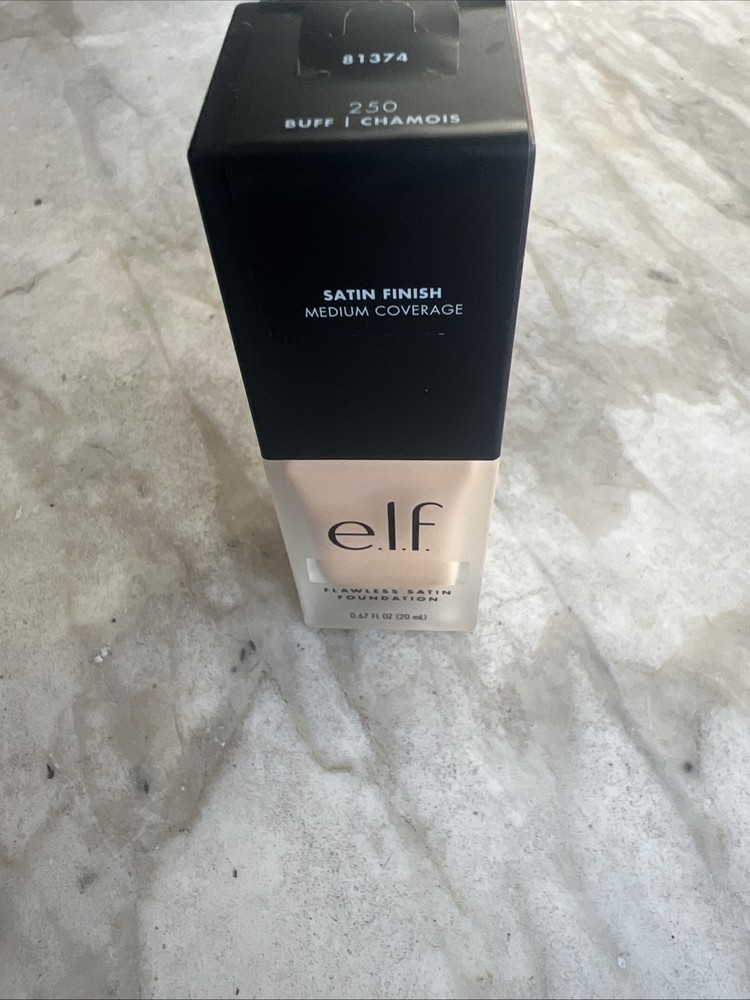 81374
250
BUFF | CHAMOIS
SATIN FINISH
MEDIUM COVERAGE
e.l.f.
FLAWLESS SATIN
FOUNDATION
0.67 FL OZ (20 mL)